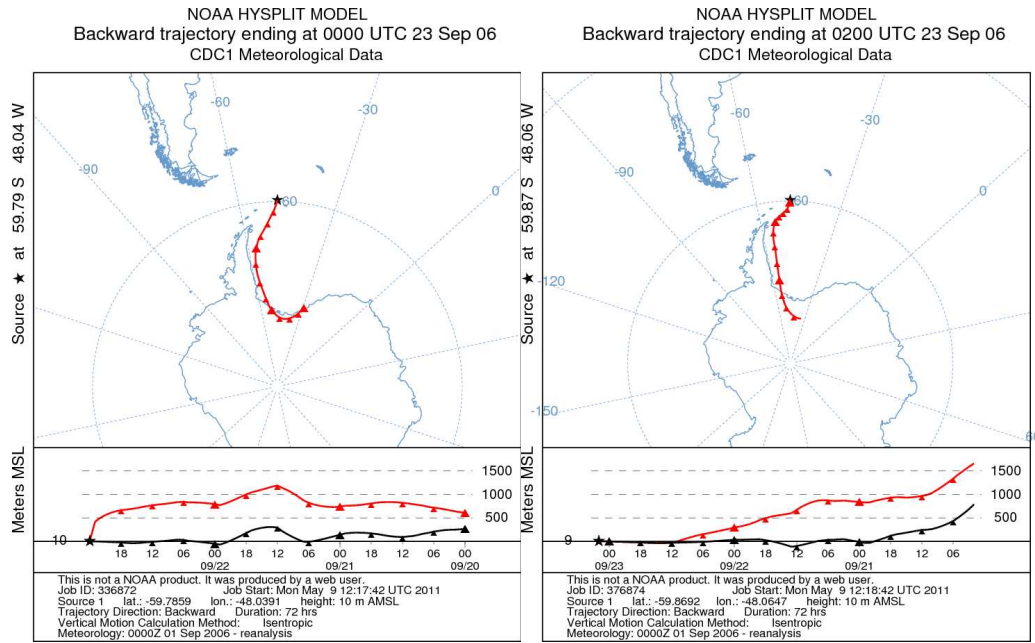 NOAA HYSPLIT MODEL
Backward trajectory ending at 0000 UTC 23 Sep 06
CDC1 Meteorological Data
Source ★ at 59.79 S 48.04 W
-60
-30
-90
0
-60
Meters MSL
1500
1000
500
10
18 12 06 00 18 12 06 00 18 12 06 00
09/22 09/21 09/20
This is not a NOAA product. It was produced by a web user.
Job ID: 336872 Job Start: Mon May 9 12:17:42 UTC 2011
Source 1 lat.: -59.7859 lon.: -48.0391 height: 10 m AMSL
Trajectory Direction: Backward Duration: 72 hrs
Vertical Motion Calculation Method: Isentropic
Meteorology: 0000Z 01 Sep 2006 - reanalysis
NOAA HYSPLIT MODEL
Backward trajectory ending at 0200 UTC 23 Sep 06
CDC1 Meteorological Data
Source ★ at 59.87 S 48.06 W
-60
-30
-90
0
-60
-120
-150
Meters MSL
1500
1000
500
9
00 18 12 06 00 18 12 06 00 18 12 06
09/23 09/22 09/21
This is not a NOAA product. It was produced by a web user.
Job ID: 376874 Job Start: Mon May 9 12:18:42 UTC 2011
Source 1 lat.: -59.8692 lon.: -48.0647 height: 10 m AMSL
Trajectory Direction: Backward Duration: 72 hrs
Vertical Motion Calculation Method: Isentropic
Meteorology: 0000Z 01 Sep 2006 - reanalysis